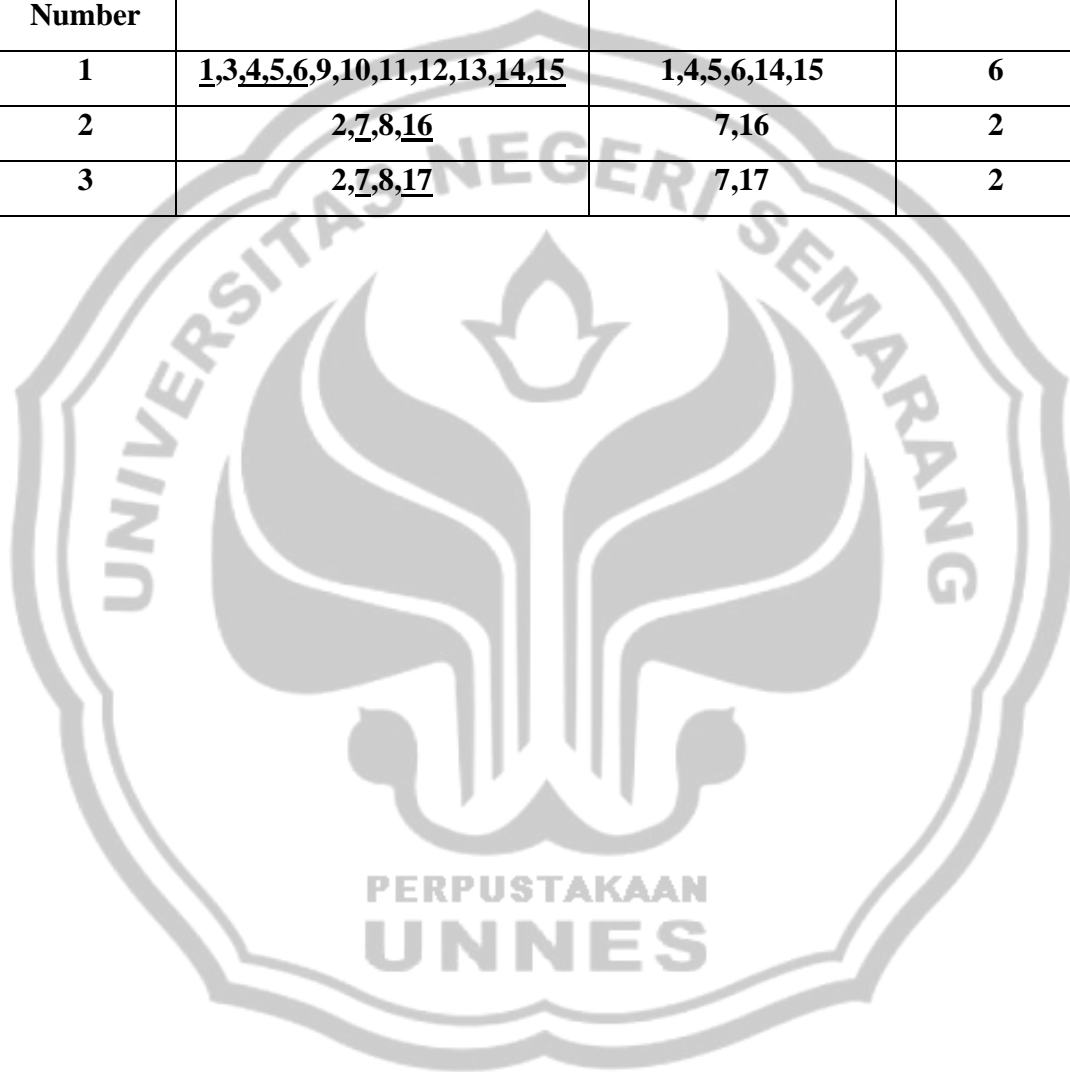 Number
1 1,3,4,5,6,9,10,11,12,13,14,15 1,4,5,6,14,15 6
2 2,7,8,16 7,16 2
3 2,7,8,17 7,17 2
UNIVERSITAS NEGERI SEMARANG
PERPUSTAKAAN
UNNES